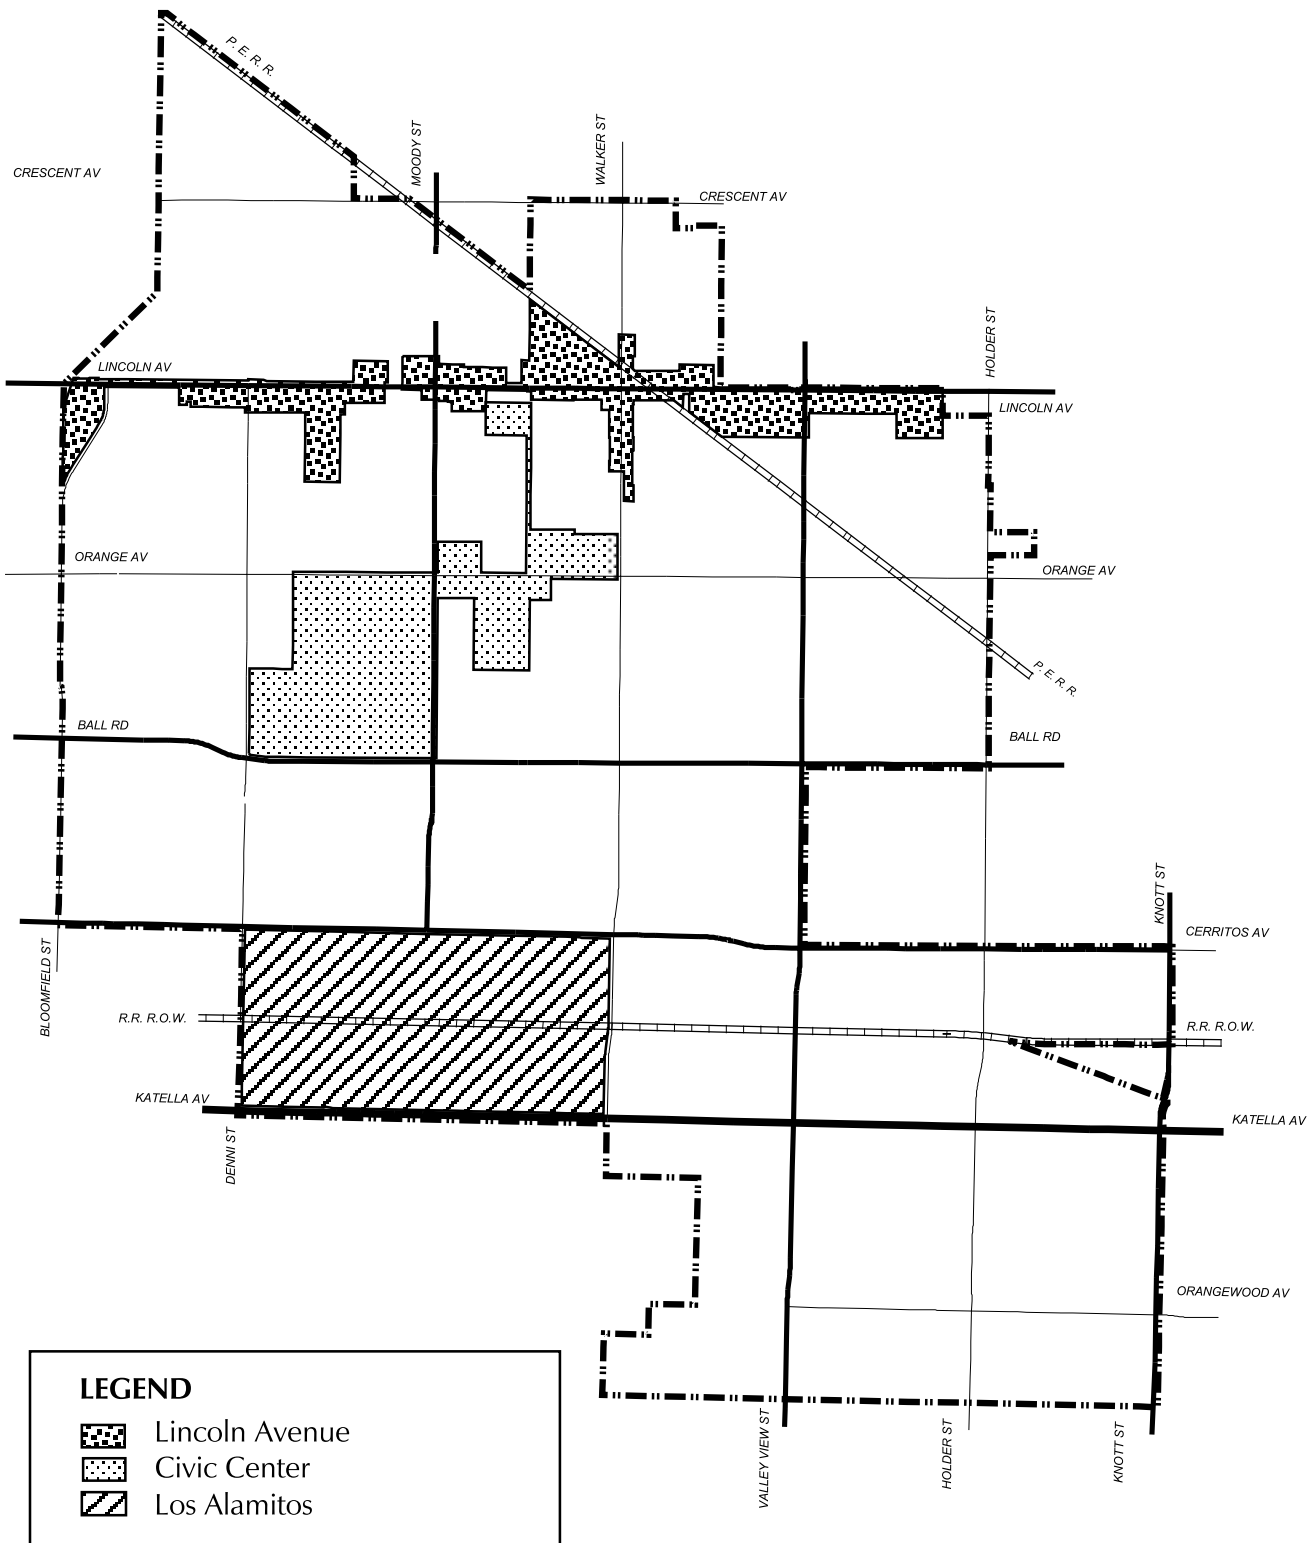 P. E. R. R.
MOODY ST
WALKER ST
CRESCENT AV
CRESCENT AV
HOLDER ST
LINCOLN AV
LINCOLN AV
ORANGE AV
ORANGE AV
P. E. R. R.
BALL RD
BALL RD
KNOTT ST
CERRITOS AV
BLOOMFIELD ST
R.R. R.O.W.
R.R. R.O.W.
KATELLA AV
KATELLA AV
DENNI ST
ORANGEWOOD AV
VALLEY VIEW ST
HOLDER ST
KNOTT ST
LEGEND
Lincoln Avenue
Civic Center
Los Alamitos